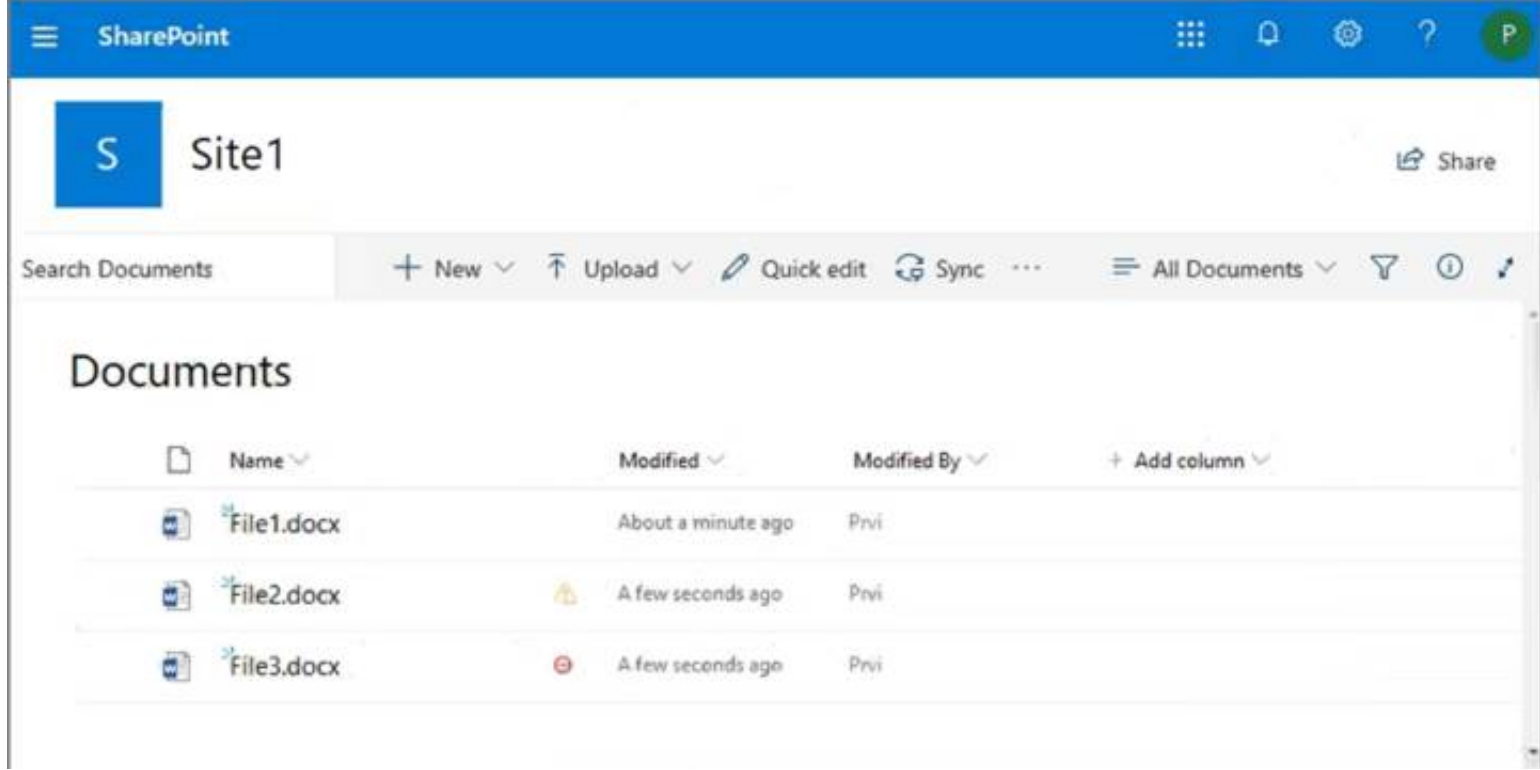 SharePoint
P
S
Site1
Share
Search Documents
New
Upload
Quick edit
Sync
All Documents
Documents
Name Modified Modified By + Add column
File1.docx About a minute ago Prvi
File2.docx A few seconds ago Prvi
File3.docx A few seconds ago Prvi